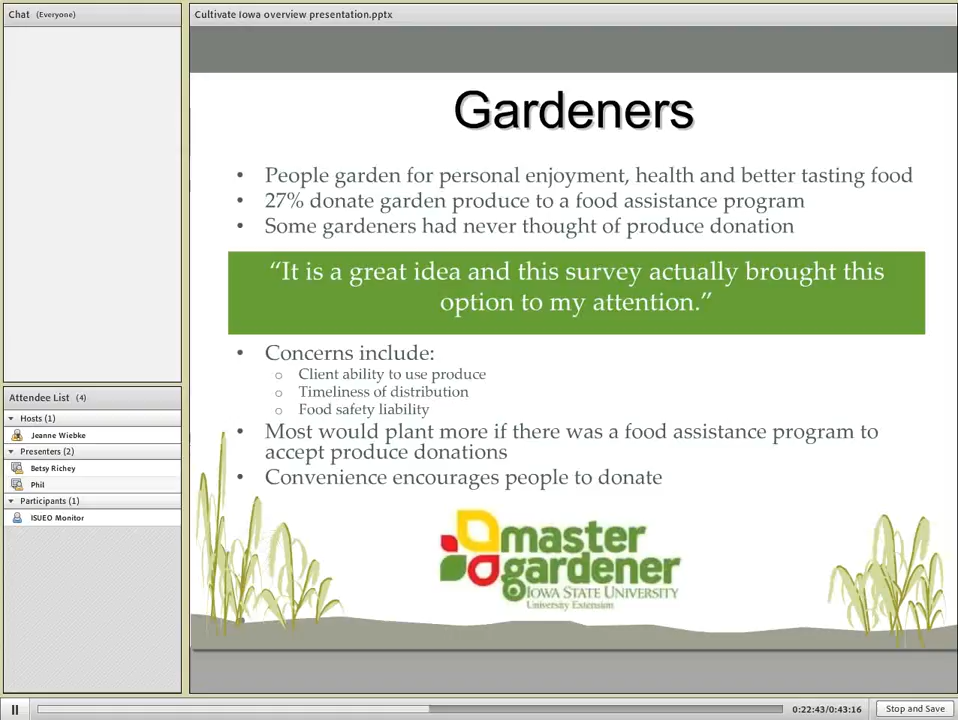 Chat (Everyone)
Cultivate Iowa overview presentation.pptx
Gardeners
• People garden for personal enjoyment, health and better tasting food
• 27% donate garden produce to a food assistance program
• Some gardeners had never thought of produce donation
“It is a great idea and this survey actually brought this
option to my attention.”
• Concerns include:
o Client ability to use produce
o Timeliness of distribution
o Food safety liability
• Most would plant more if there was a food assistance program to
accept produce donations
• Convenience encourages people to donate
master
gardener
IOWA STATE UNIVERSITY
University Extension
Attendee List (4)
Hosts (1)
Jeanne Wiebke
Presenters (2)
Betsy Richey
Phil
Participants (1)
ISUEO Monitor
0:22:43/0:43:16
Stop and Save